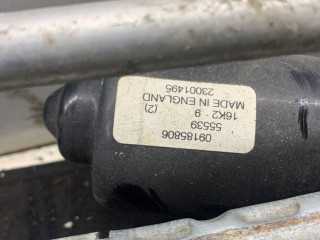 09185806
55539 (2)
16K2 9
MADE IN ENGLAND
23001495